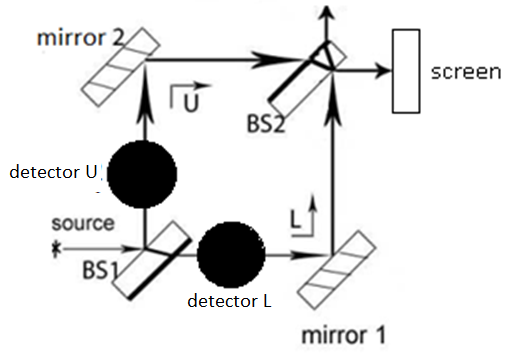 mirror 2
U
screen
BS2
detector U
source
L
BS1
detector L
mirror 1